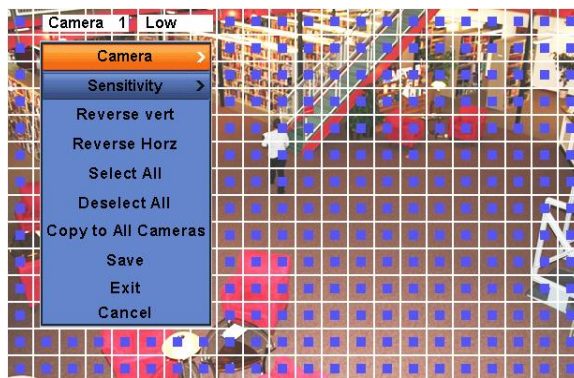 Camera 1 Low
Camera >
Sensitivity >
Reverse vert
Reverse Horz
Select All
Deselect All
Copy to All Cameras
Save
Exit
Cancel